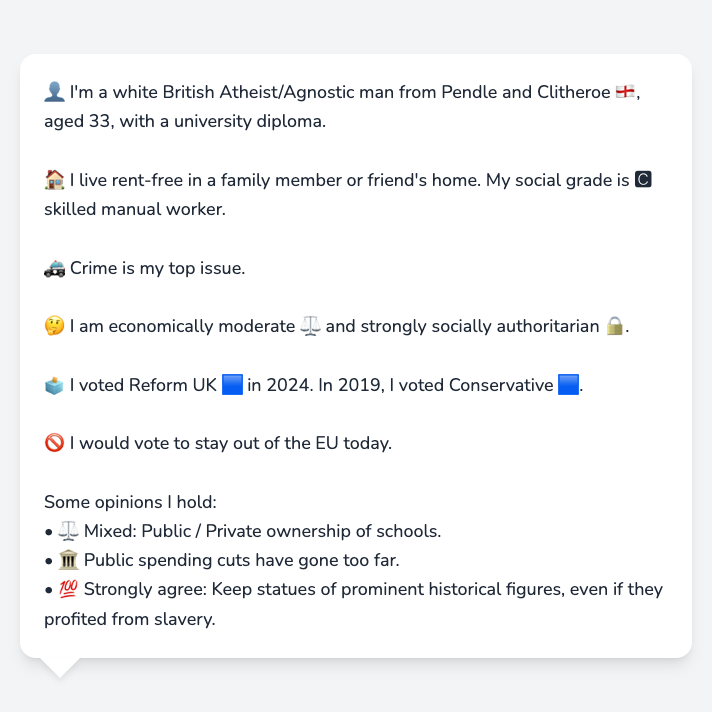 👤 I'm a white British Atheist/Agnostic man from Pendle and Clitheroe 🏴󠁧󠁢󠁥󠁮󠁧󠁿,
aged 33, with a university diploma.
🏠 I live rent-free in a family member or friend's home. My social grade is 🅲
skilled manual worker.
🚓 Crime is my top issue.
🤔 I am economically moderate ⚖️ and strongly socially authoritarian 🔒.
🗳️ I voted Reform UK 🟦 in 2024. In 2019, I voted Conservative 🟦.
🚫 I would vote to stay out of the EU today.
Some opinions I hold:
• ⚖️ Mixed: Public / Private ownership of schools.
• 🏛️ Public spending cuts have gone too far.
• 💯 Strongly agree: Keep statues of prominent historical figures, even if they
profited from slavery.